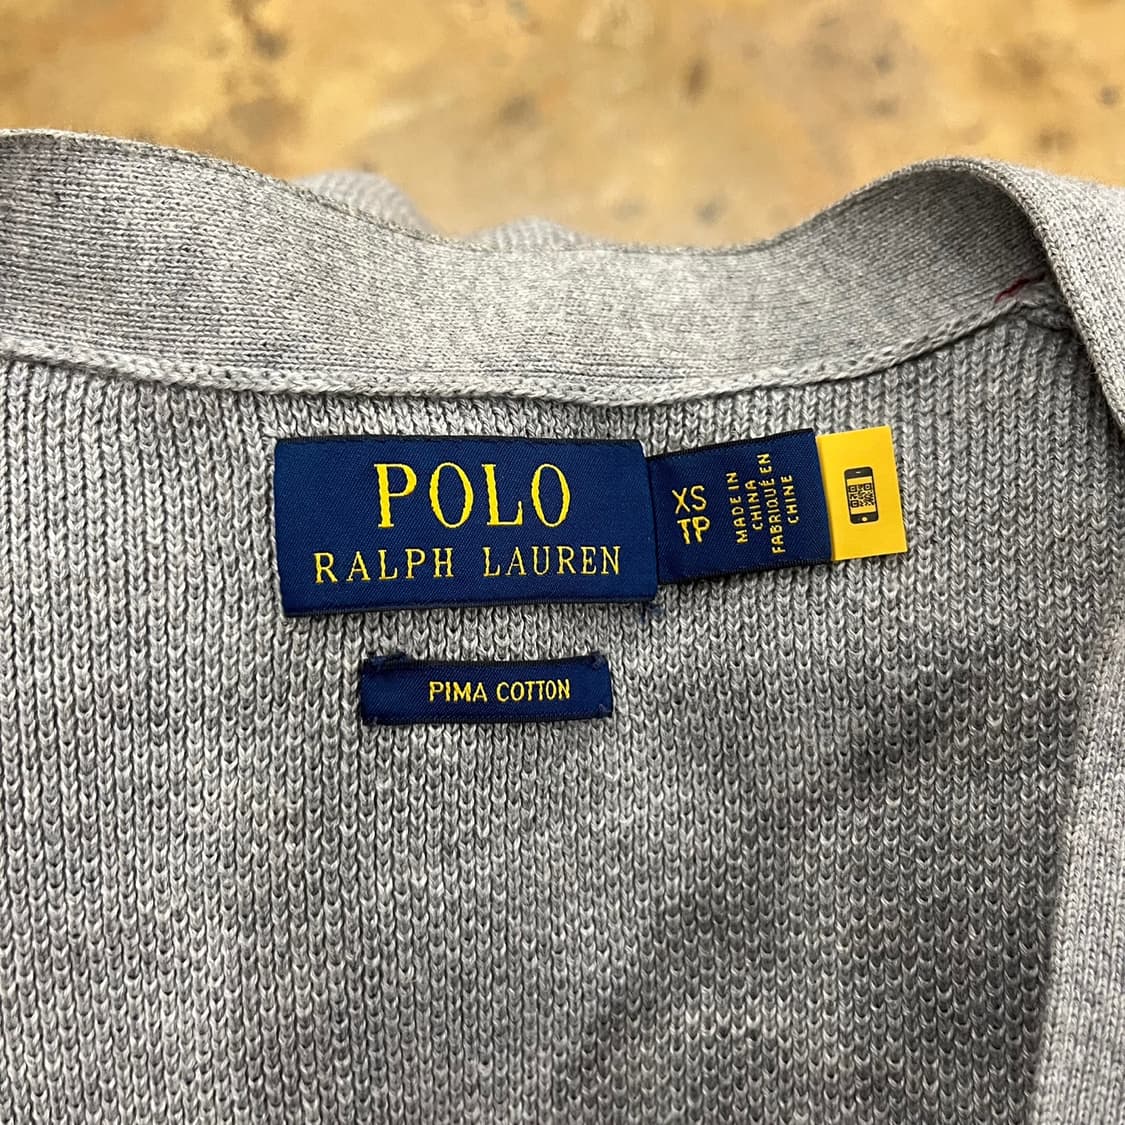 POLO
RALPH LAUREN
XS
TP
MADE IN
CHINA
FABRIQUÉ EN
CHINE
PIMA COTTON